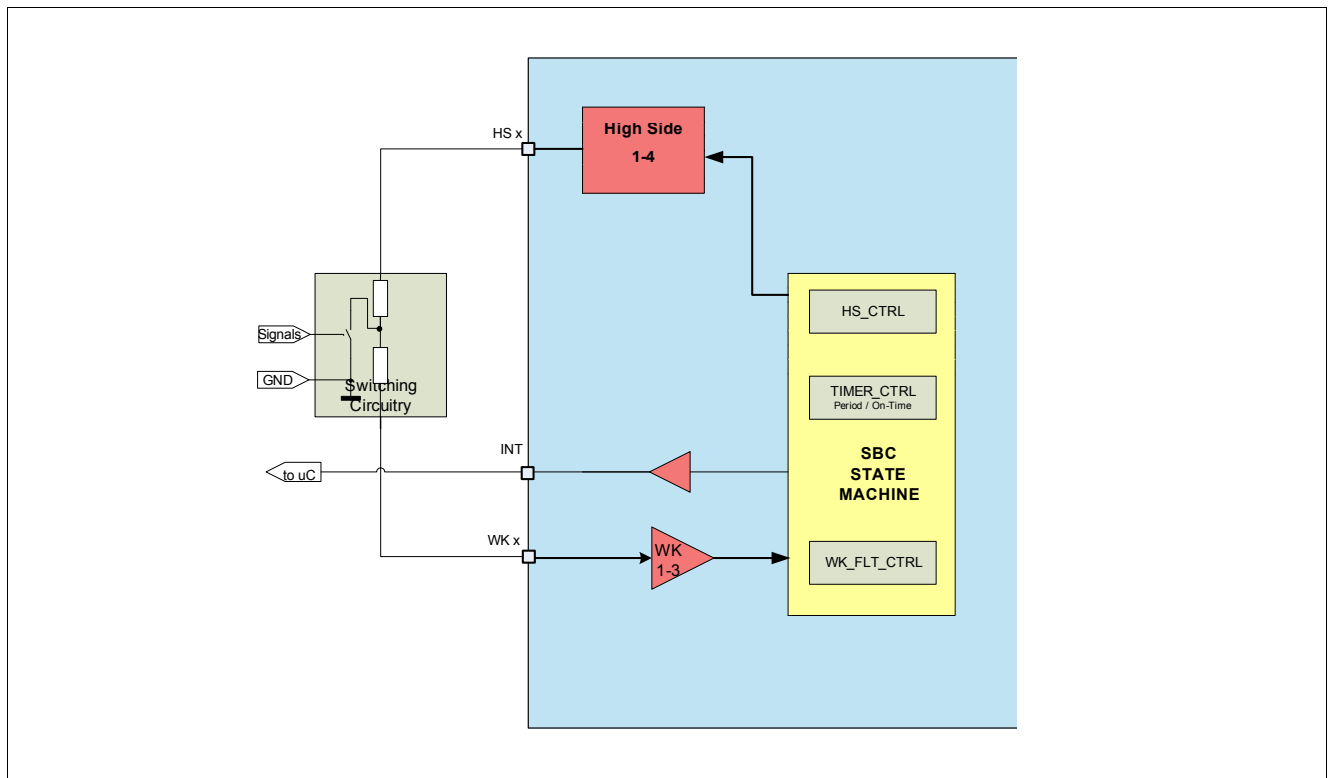 High Side
1-4
HS x
HS_CTRL
Signals
TIMER_CTRL
Period / On-Time
GND
Switching
Circuitry
INT
SBC
STATE
MACHINE
to uC
WK x
WK
1-3
WK_FLT_CTRL